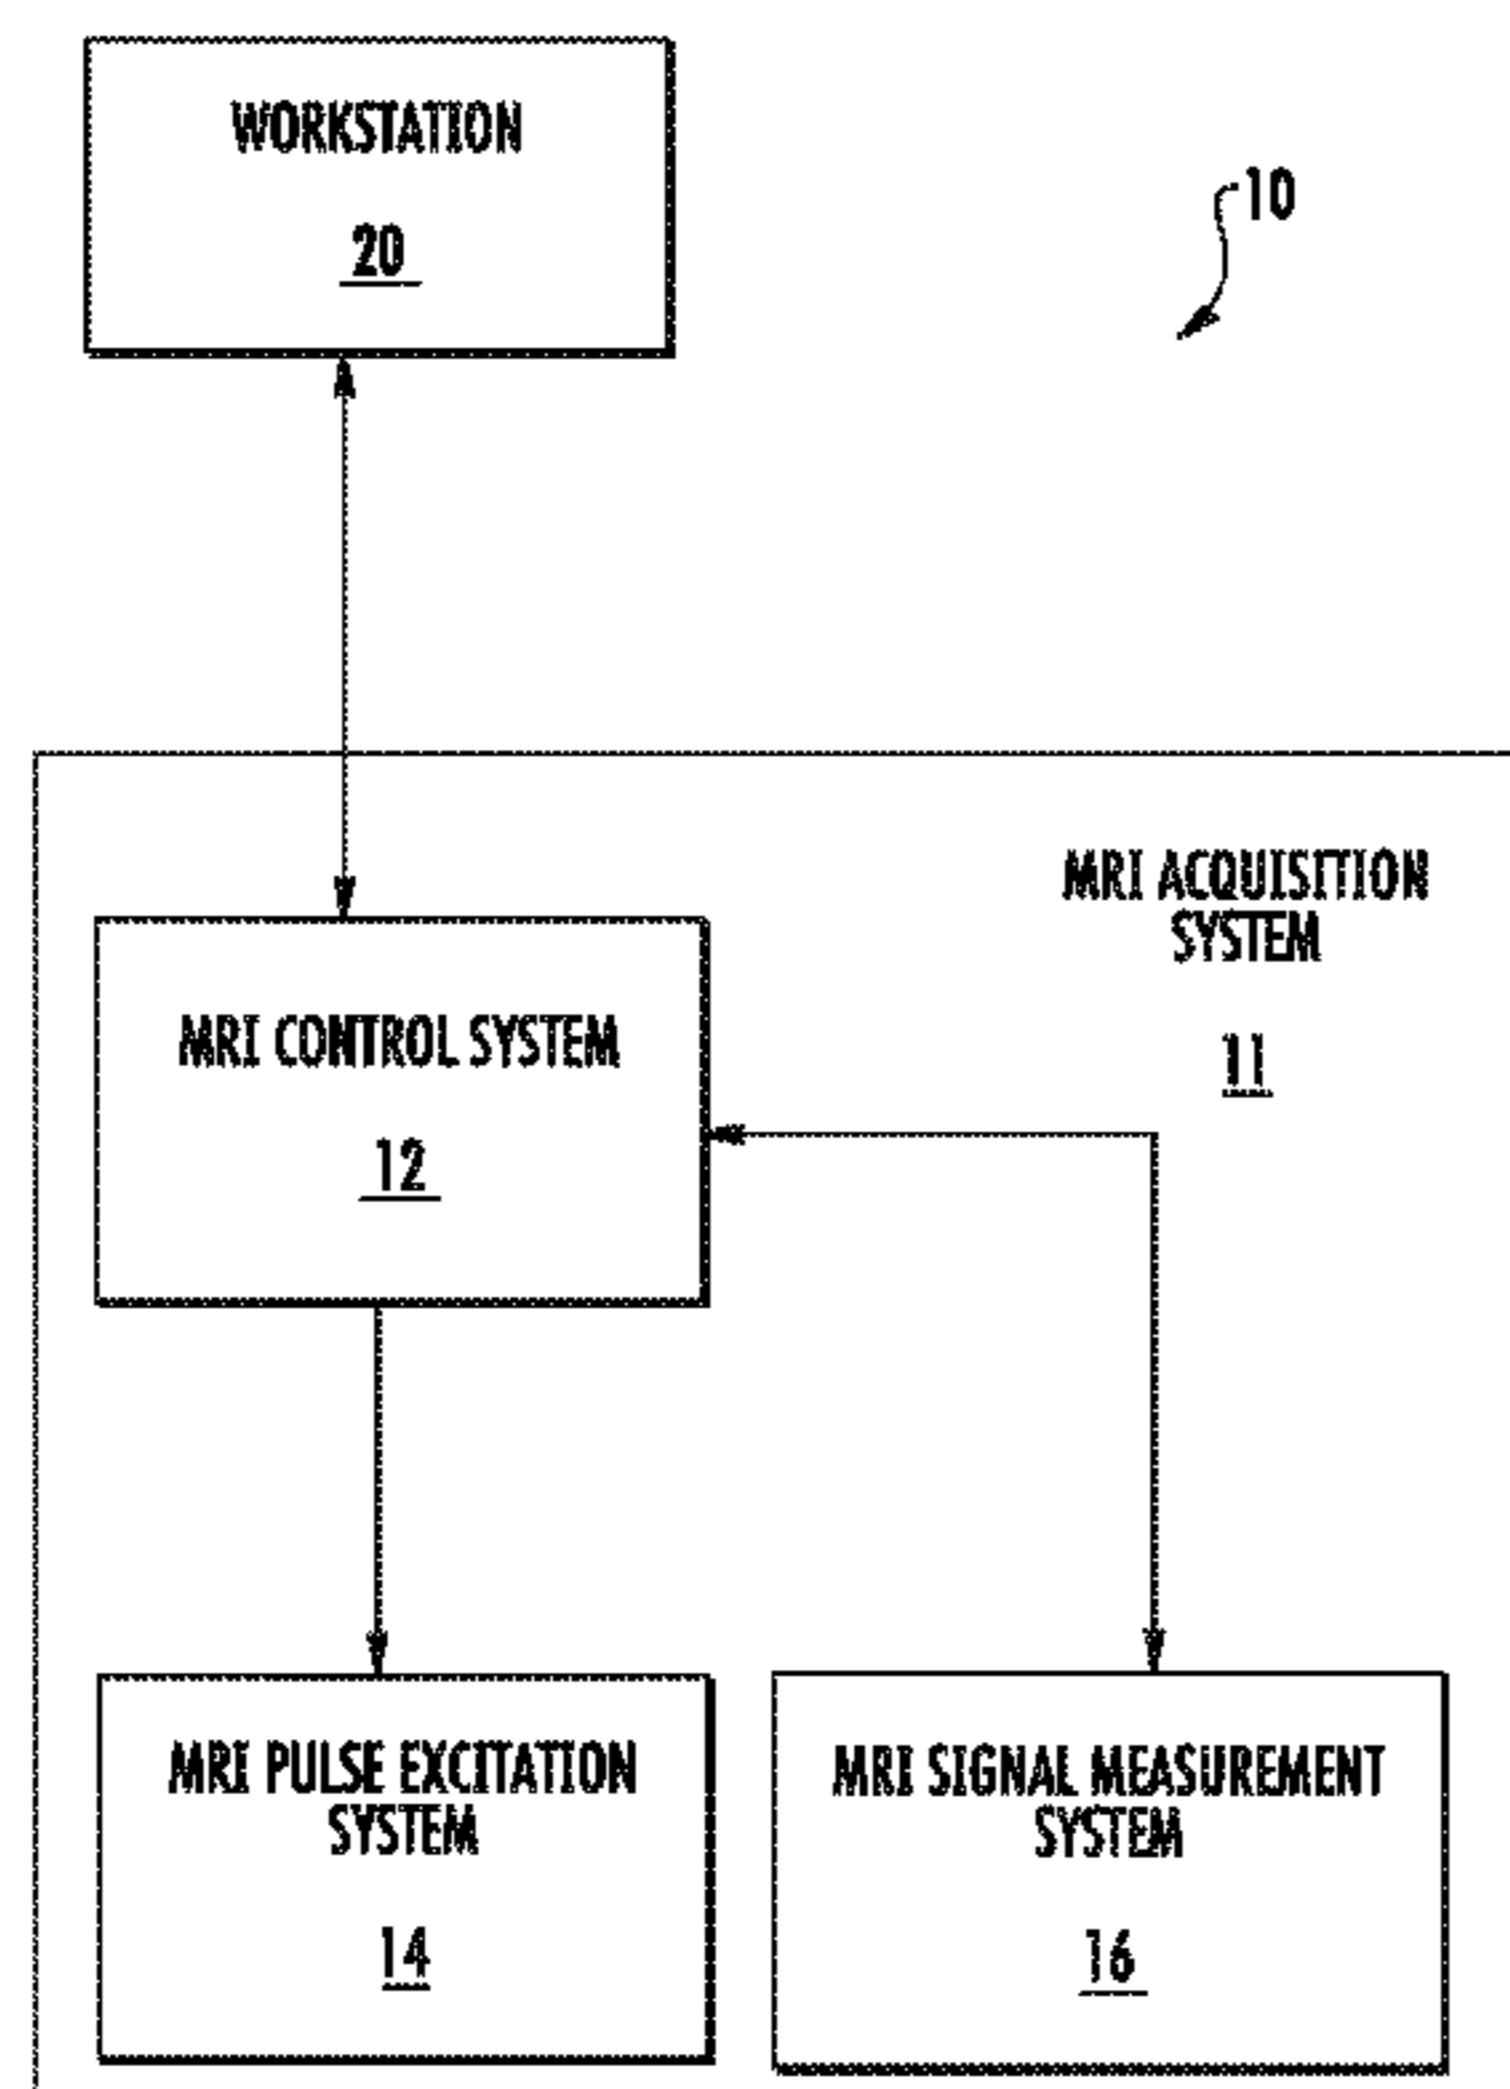 WORKSTATION
20
10
MRI ACQUISITION
SYSTEM
11
MRI CONTROL SYSTEM
12
MRI PULSE EXCITATION
SYSTEM
14
MRI SIGNAL MEASUREMENT
SYSTEM
16